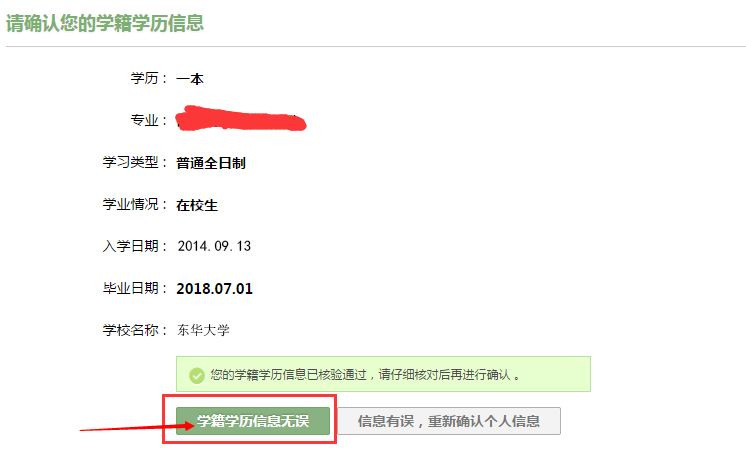 请确认您的学籍学历信息
学历： 一本
专业：
学习类型： 普通全日制
学业情况： 在校生
入学日期： 2014.09.13
毕业日期： 2018.07.01
学校名称： 东华大学
您的学籍学历信息已核验通过，请仔细核对后再进行确认 。
学籍学历信息无误 信息有误，重新确认个人信息